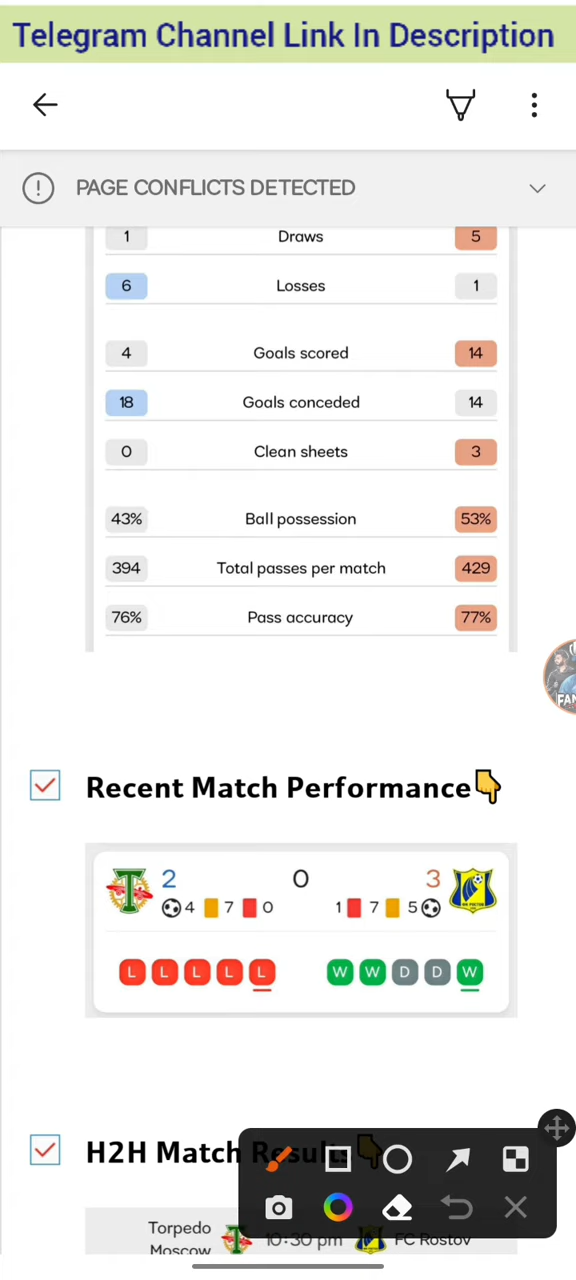 Telegram Channel Link In Description
PAGE CONFLICTS DETECTED
1 Draws 5
6 Losses 1
4 Goals scored 14
18 Goals conceded 14
0 Clean sheets 3
43% Ball possession 53%
394 Total passes per match 429
76% Pass accuracy 77%
FAN
Recent Match Performance
2 0 3
4 7 0 1 7 5
L L L L L W W D D W
H2H Match Results
Torpedo
Moscow 10:30 pm FC Rostov